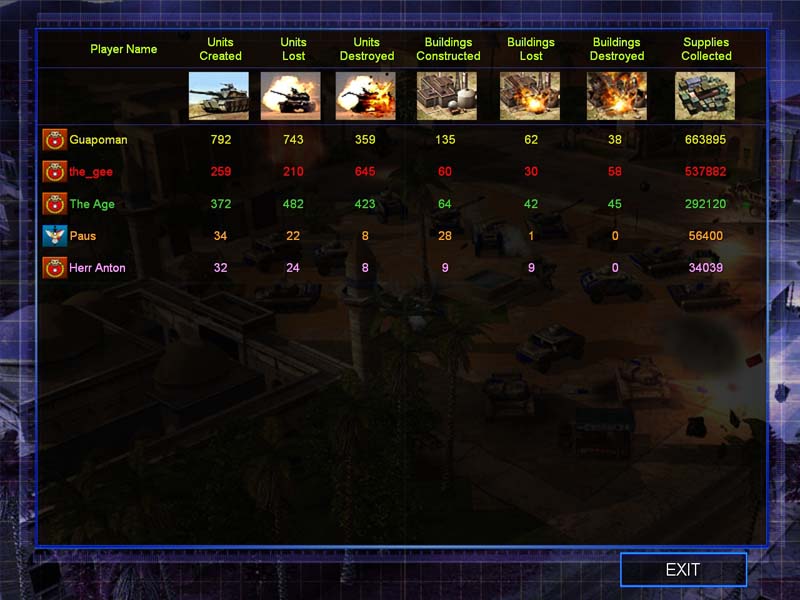 Player Name Units Created Units Lost Units Destroyed Buildings Constructed Buildings Lost Buildings Destroyed Supplies Collected
Guapoman 792 743 359 135 62 38 663895
the_gee 259 210 645 60 30 58 537882
The Age 372 482 423 64 42 45 292120
Paus 34 22 8 28 1 0 56400
Herr Anton 32 24 8 9 9 0 34039
EXIT